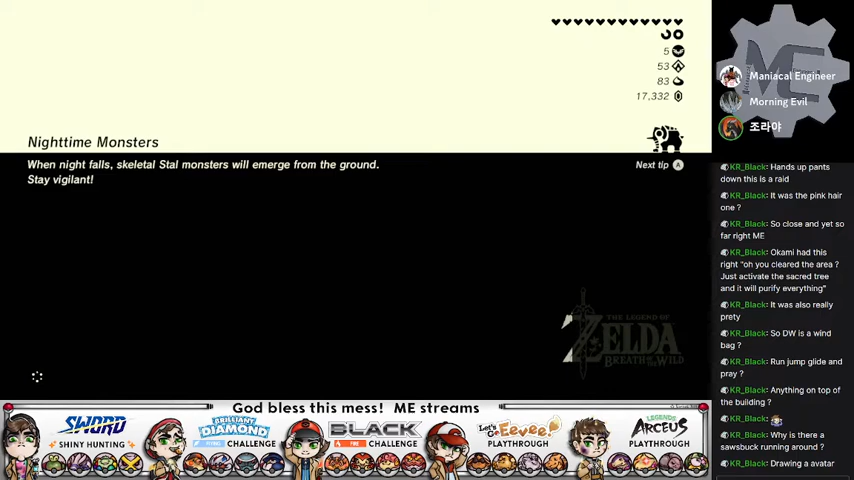 5
53
83
17,332
Nighttime Monsters
When night falls, skeletal Stal monsters will emerge from the ground.
Stay vigilant!
Next tip A
THE LEGEND OF
ZELDA
BREATH OF THE WILD
ME
Maniacal Engineer
Morning Evil
조라야
KR_Black: Hands up pants
down this is a raid
KR_Black: It was the pink hair
one ?
KR_Black: So close and yet so
far right ME
KR_Black: Okami had this
right "oh you cleared the area ?
Just activate the sacred tree
and it will purify everything"
KR_Black: It was also really
prety
KR_Black: So DW is a wind
bag ?
KR_Black: Run jump glide and
pray ?
KR_Black: Anything on top of
the building ?
KR_Black:
KR_Black: Why is there a
sawsbuck running around ?
KR_Black: Drawing a avatar
God bless this mess! ME streams
SWORD
SHINY HUNTING
BRILLIANT
DIAMOND
FLYING CHALLENGE
BLACK
FIRE CHALLENGE
Let's Go Eevee!
PLAYTHROUGH
LEGENDS
ARCEUS
PLAYTHROUGH